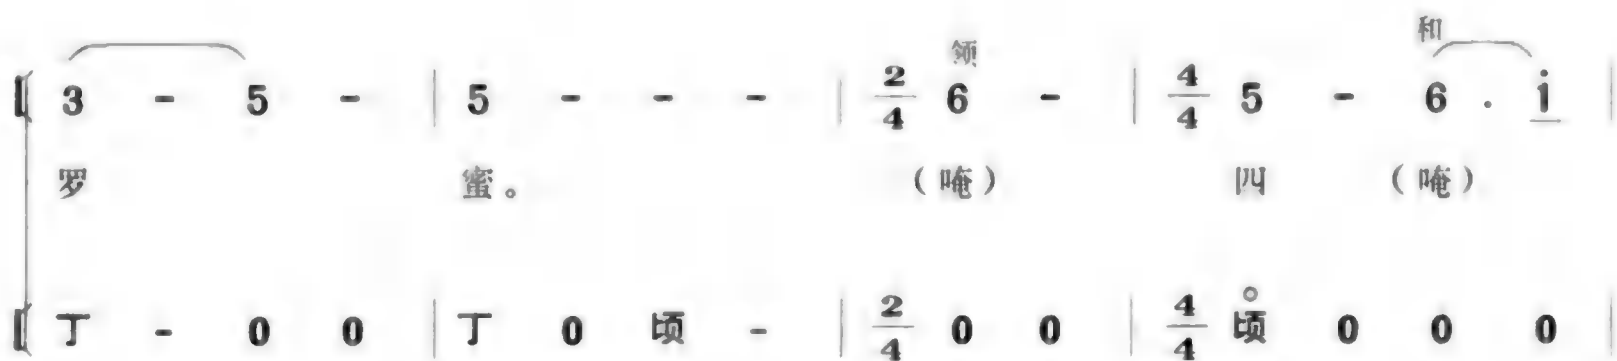 领 和
3 - 5 - | 5 - - - | 2/4 6 - | 4/4 5 - 6 . i |
罗 蜜。 (唵) 四 (唵)
丁 - 0 0 | 丁 0 顷 - | 2/4 0 0 | 4/4 顷 0 0 0 |